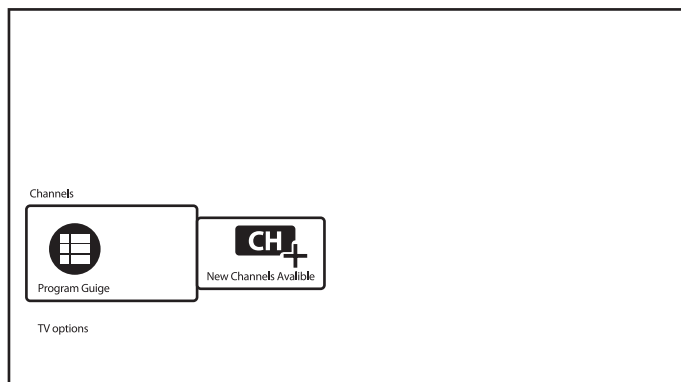 Channels
CH
Program Guige
New Channels Avalible
TV options